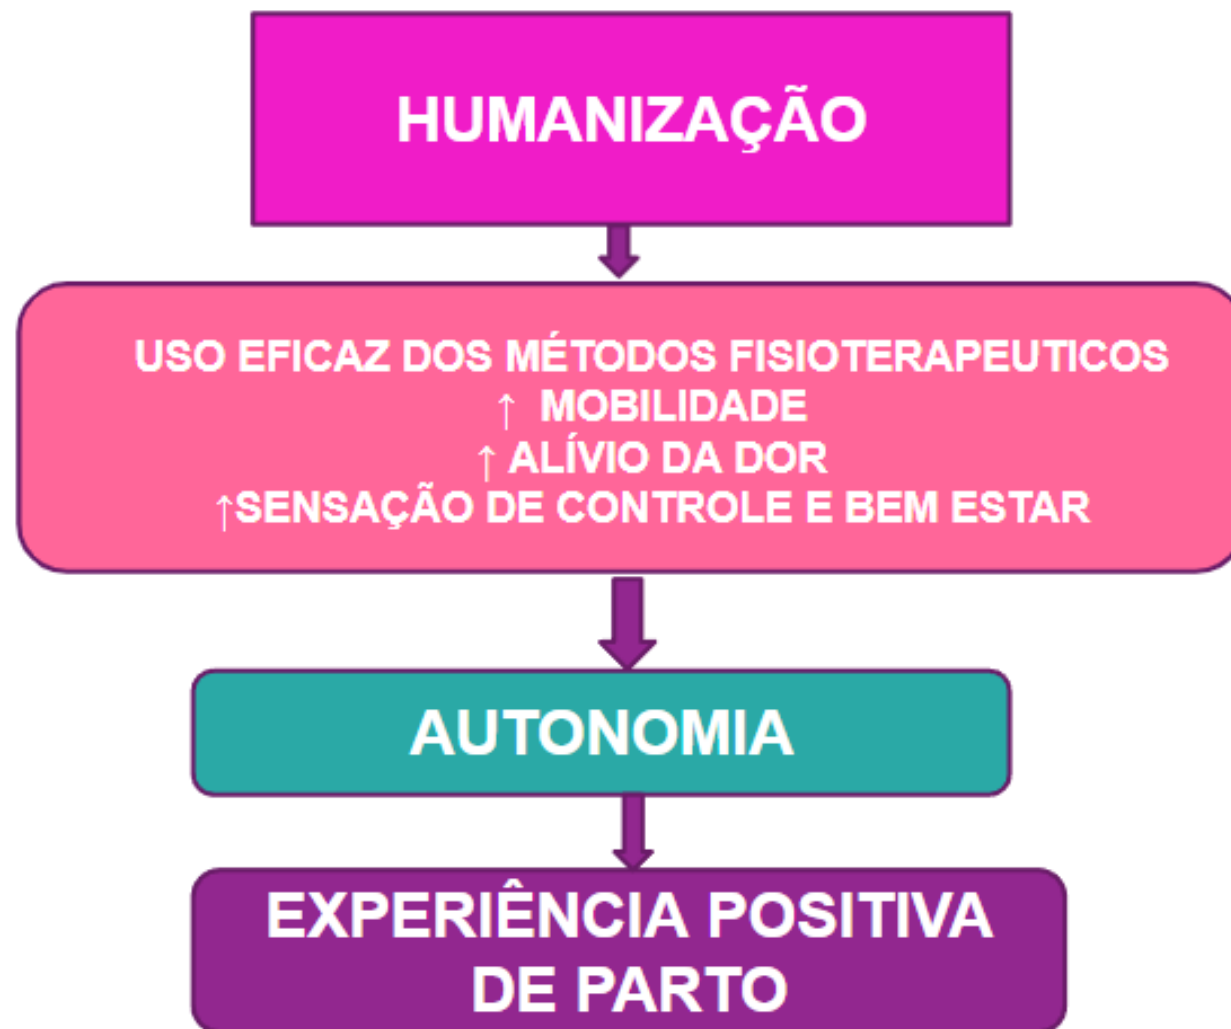 HUMANIZAÇÃO
USO EFICAZ DOS MÉTODOS FISIOTERAPEUTICOS
↑ MOBILIDADE
↑ ALÍVIO DA DOR
↑SENSAÇÃO DE CONTROLE E BEM ESTAR
AUTONOMIA
EXPERIÊNCIA POSITIVA
DE PARTO